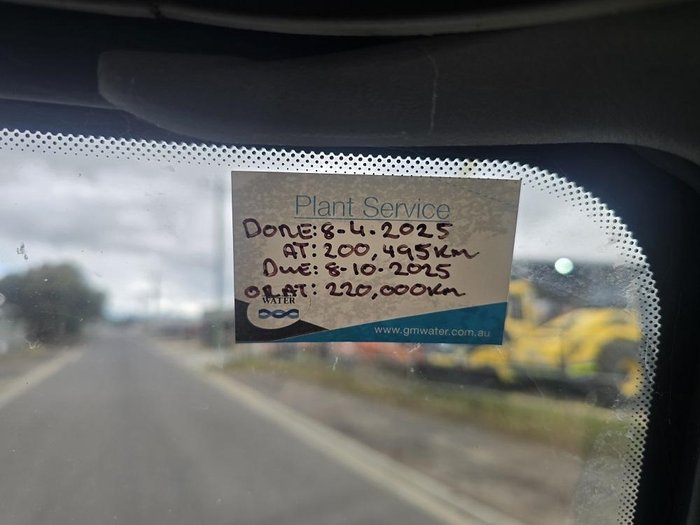 Plant Service
DONE: 8-4-2025
AT: 200,495Km
DUE: 8-10-2025
OR AT: 220,000Km
WATER
www.gmwater.com.au